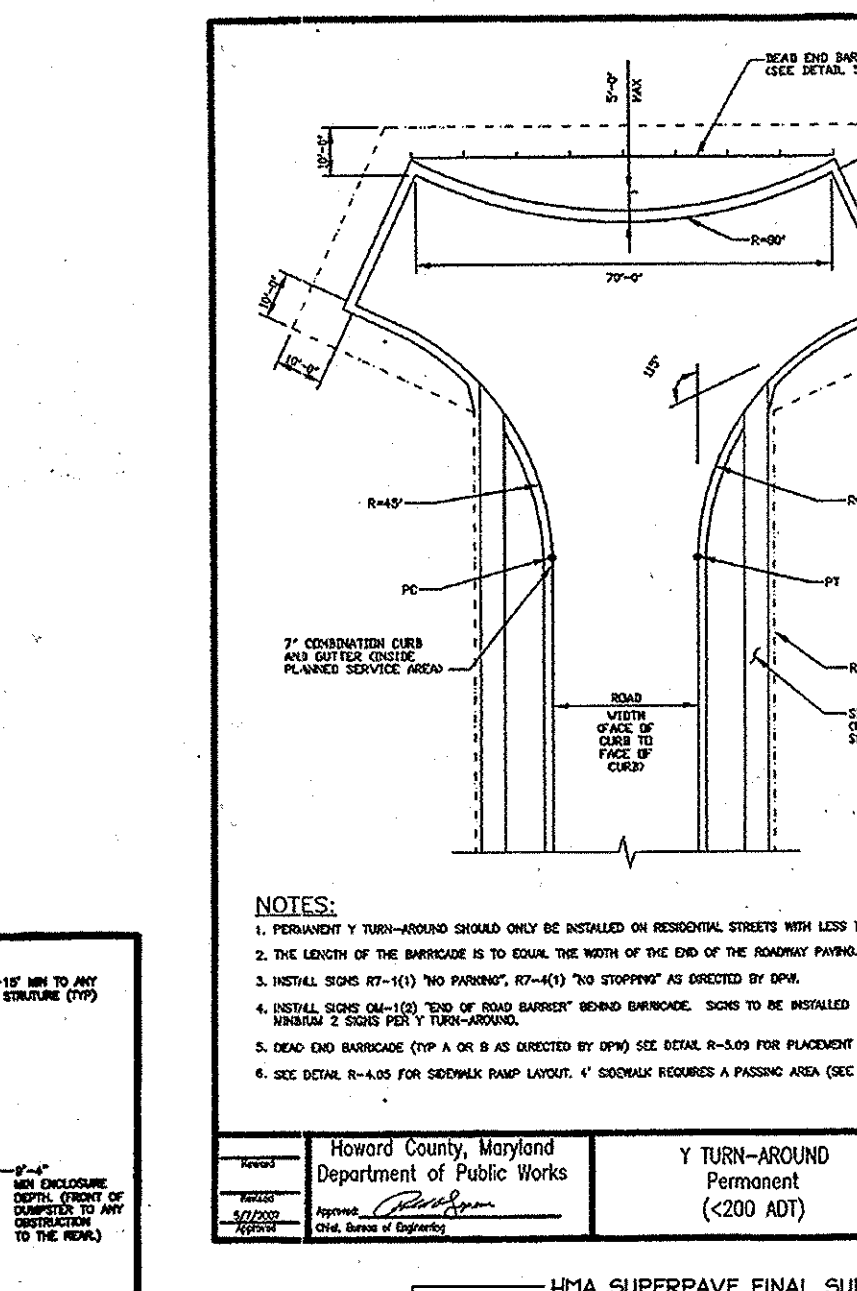 DEAD END BAR
(SEE DETAIL
5'-0"
MAX
10'-0"
R=80'
70'-0"
10'-0"
10'-0"
115°
R=45'
PC
PT
7" COMBINATION CURB
AND GUTTER (INSIDE
PLANNED SERVICE AREA)
ROAD
WIDTH
(FACE OF
CURB TO
FACE OF
CURB)
NOTES:
1. PERMANENT Y TURN-AROUND SHOULD ONLY BE INSTALLED ON RESIDENTIAL STREETS WITH LESS
2. THE LENGTH OF THE BARRICADE IS TO EQUAL THE WIDTH OF THE END OF THE ROADWAY PAVING.
3. INSTALL SIGNS R7-1(1) "NO PARKING", R7-4(1) "NO STOPPING" AS DIRECTED BY DPW.
4. INSTALL SIGNS OM-1(2) "END OF ROAD BARRIER" BEHIND BARRICADE. SIGNS TO BE INSTALLED
MINIMUM 2 SIGNS PER Y TURN-AROUND.
5. DEAD END BARRICADE (TYP A OR B AS DIRECTED BY DPW) SEE DETAIL R-5.09 FOR PLACEMENT
6. SEE DETAIL R-4.05 FOR SIDEWALK RAMP LAYOUT. 4' SIDEWALK REQUIRES A PASSING AREA (SEE
15' MIN TO ANY
STRUTURE (TYP)
9'-4"
MIN ENCLOSURE
DEPTH. (FRONT OF
DUMPSTER TO ANY
OBSTRUCTION
TO THE REAR.)
Revised
5/7/2007
Approved
Howard County, Maryland
Department of Public Works
Approved:
Chief, Bureau of Engineering
Y TURN-AROUND
Permanent
(<200 ADT)
HMA SUPERPAVE FINAL SU